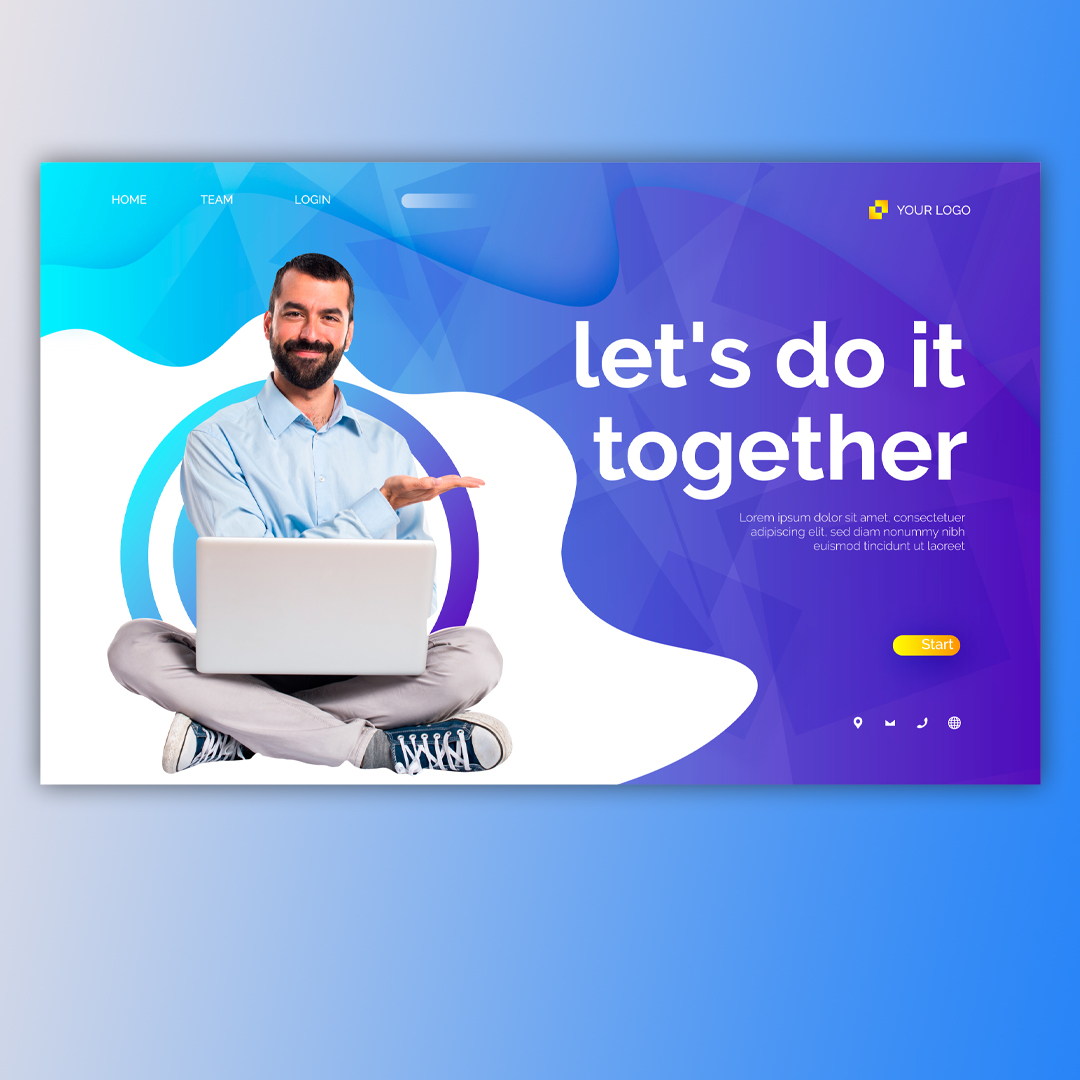 HOME TEAM LOGIN
YOUR LOGO
let's do it
together
Lorem ipsum dolor sit amet, consectetuer
adipiscing elit, sed diam nonummy nibh
euismod tincidunt ut laoreet
Start